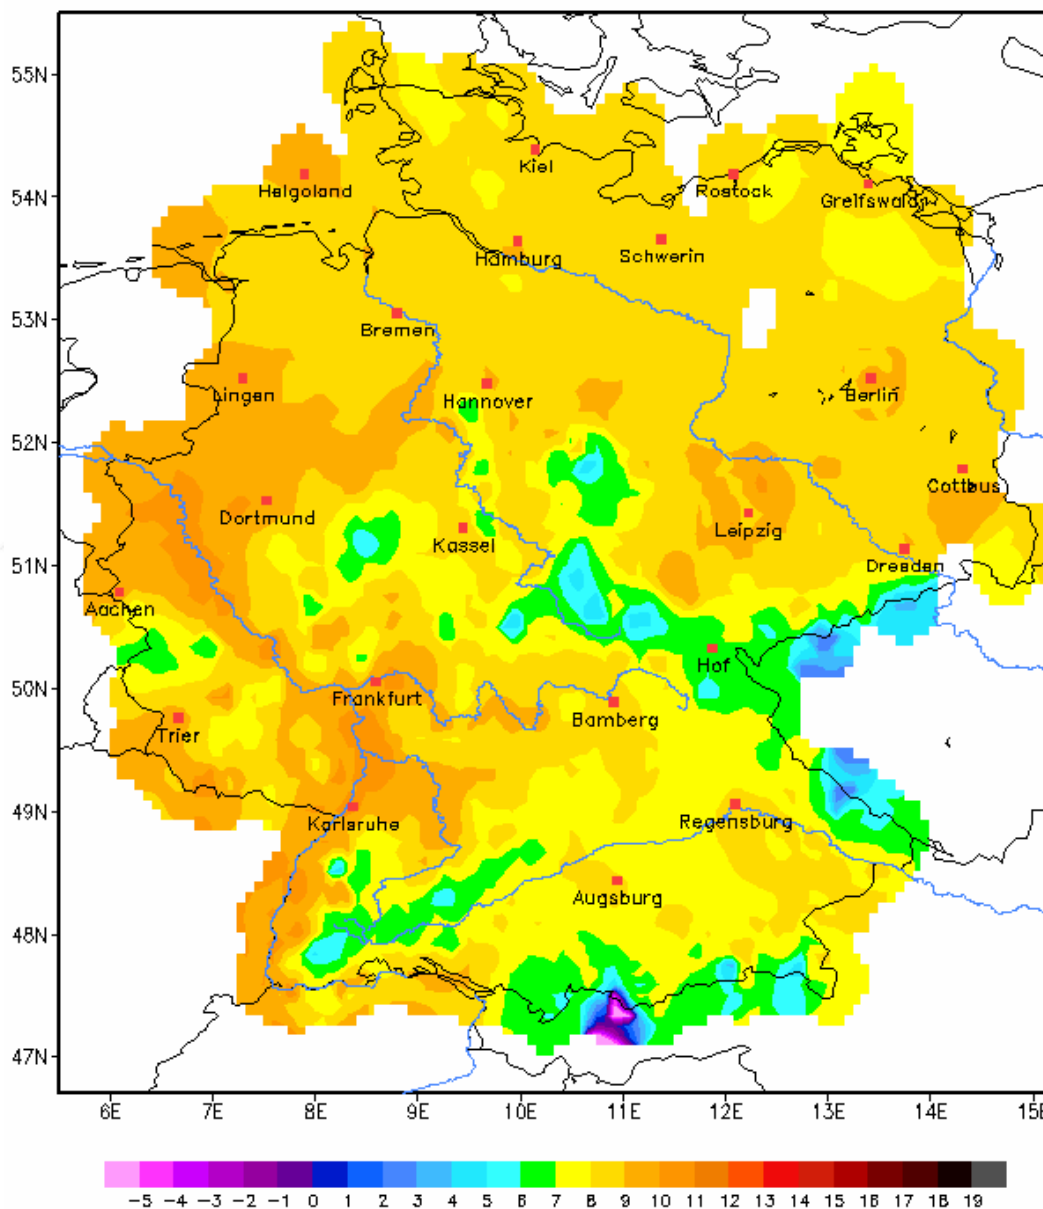 55N
Kiel
Helgoland
Rostock
54N
Greifswald
Schwerin
Hamburg
53N
Bremen
Lingen
Hannover
Berlin
52N
Cottbus
Dortmund
Leipzig
Kassel
51N
Dresden
Aachen
Hof
50N
Frankfurt
Bamberg
Trier
49N
Karlsruhe
Regensburg
Augsburg
48N
47N
6E 7E 8E 9E 10E 11E 12E 13E 14E 15E
-5 -4 -3 -2 -1 0 1 2 3 4 5 6 7 8 9 10 11 12 13 14 15 16 17 18 19